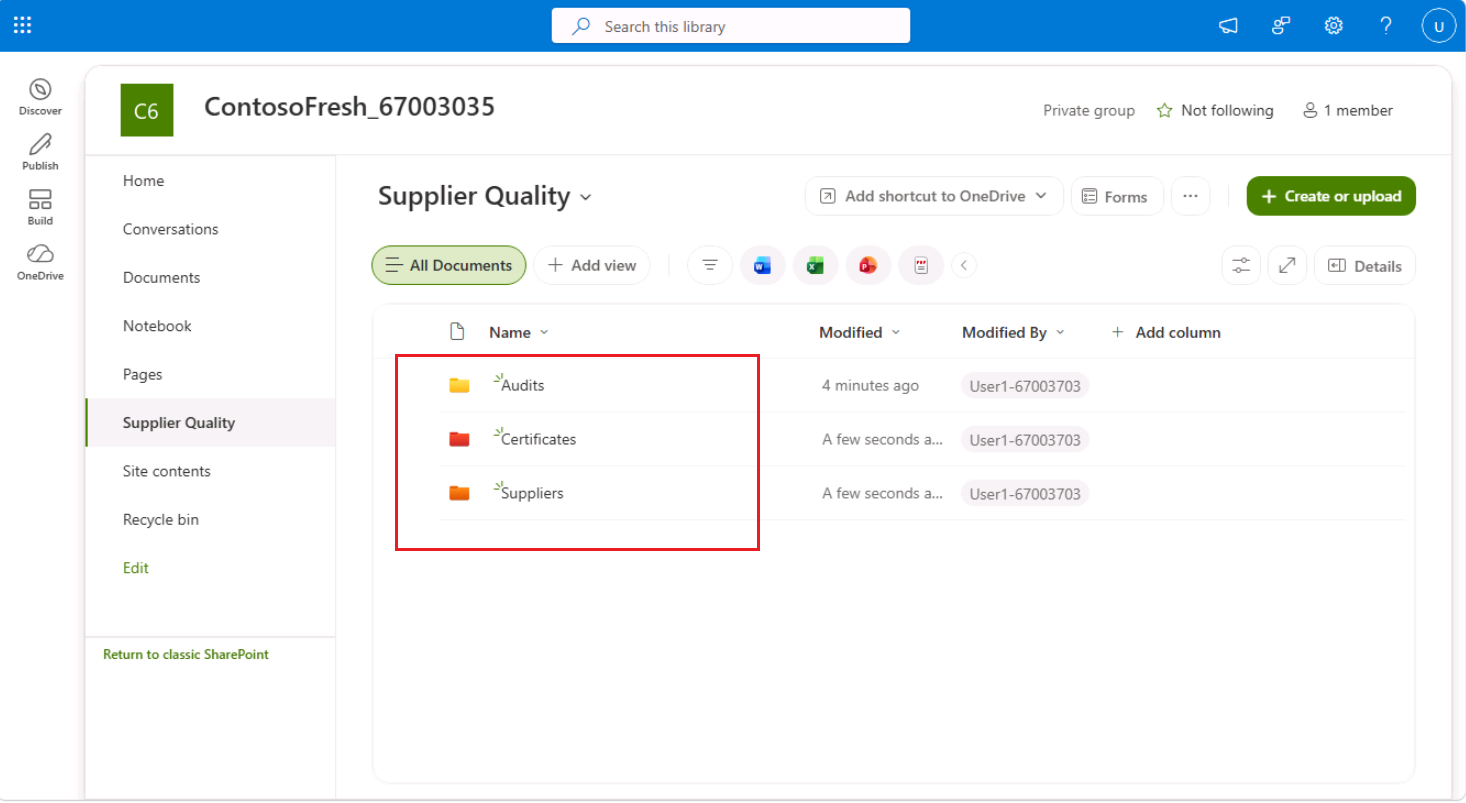 Search this library
U
Discover
Publish
Build
OneDrive
C6
ContosoFresh_67003035
Private group
Not following
1 member
Home
Conversations
Documents
Notebook
Pages
Supplier Quality
Site contents
Recycle bin
Edit
Return to classic SharePoint
Supplier Quality
Add shortcut to OneDrive
Forms
Create or upload
All Documents
Add view
W
X
P
PDF
Details
Name
Modified
Modified By
Add column
Audits
4 minutes ago
User1-67003703
Certificates
A few seconds a...
User1-67003703
Suppliers
A few seconds a...
User1-67003703